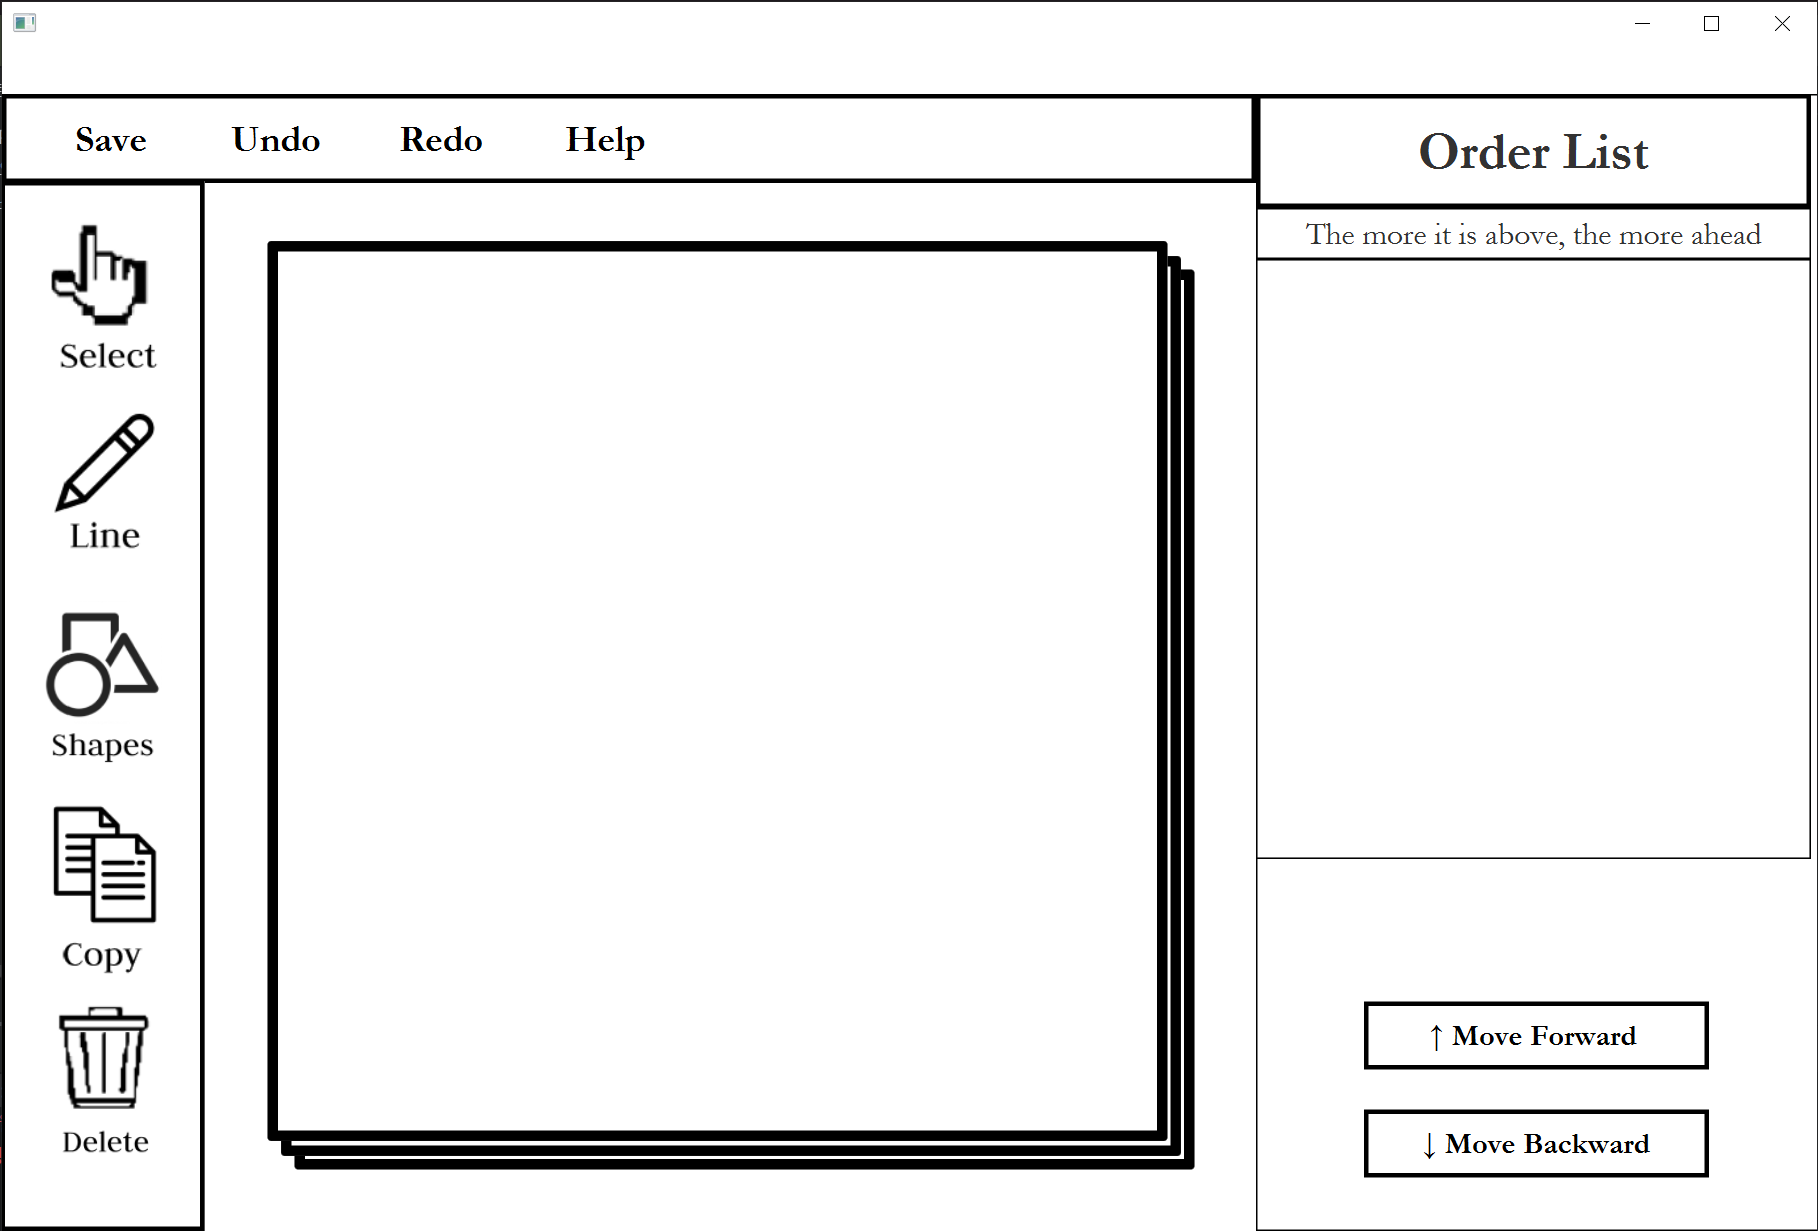 Save
Undo
Redo
Help
Order List
The more it is above, the more ahead
Select
Line
Shapes
Copy
Delete
↑ Move Forward
↓ Move Backward